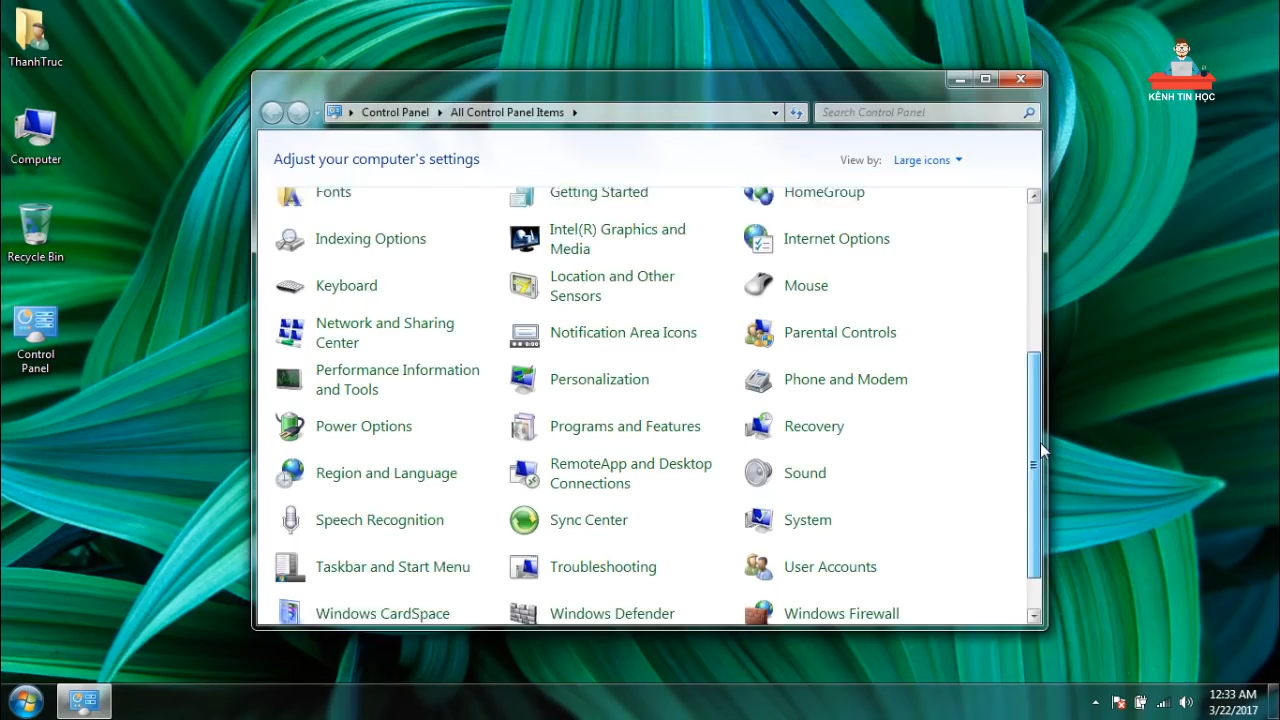 ThanhTruc
Computer
Recycle Bin
Control
Panel
KÊNH TIN HỌC
Control Panel
All Control Panel Items
Search Control Panel
Adjust your computer's settings
View by:
Large icons
Fonts
Getting Started
HomeGroup
Indexing Options
Intel(R) Graphics and
Media
Internet Options
Keyboard
Location and Other
Sensors
Mouse
Network and Sharing
Center
Notification Area Icons
Parental Controls
Performance Information
and Tools
Personalization
Phone and Modem
Power Options
Programs and Features
Recovery
Region and Language
RemoteApp and Desktop
Connections
Sound
Speech Recognition
Sync Center
System
Taskbar and Start Menu
Troubleshooting
User Accounts
Windows CardSpace
Windows Defender
Windows Firewall
12:33 AM
3/22/2017